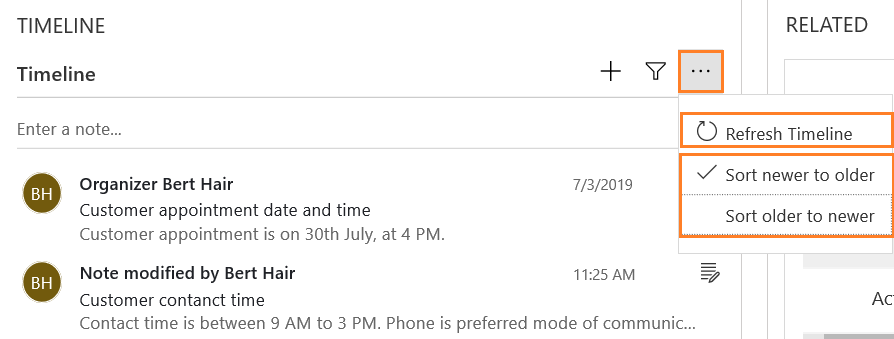 TIMELINE
RELATED
Timeline
...
Enter a note...
Refresh Timeline
Sort newer to older
Sort older to newer
BH
Organizer Bert Hair
7/3/2019
Customer appointment date and time
Customer appointment is on 30th July, at 4 PM.
BH
Note modified by Bert Hair
11:25 AM
Customer contanct time
Contact time is between 9 AM to 3 PM. Phone is preferred mode of communic...
Ac